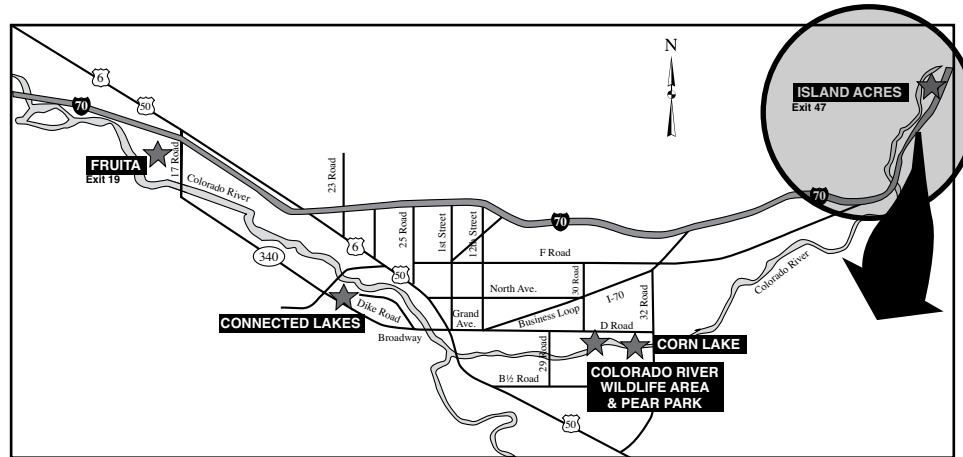 N
6
50
70
ISLAND ACRES
Exit 47
FRUITA
Exit 19
17 Road
Colorado River
23 Road
25 Road
1st Street
12th Street
70
70
340
6
50
F Road
30 Road
I-70
Business Loop
32 Road
Colorado River
North Ave.
Grand
Ave.
D Road
Dike Road
Broadway
CONNECTED LAKES
29 Road
B½ Road
CORN LAKE
COLORADO RIVER
WILDLIFE AREA
& PEAR PARK
50